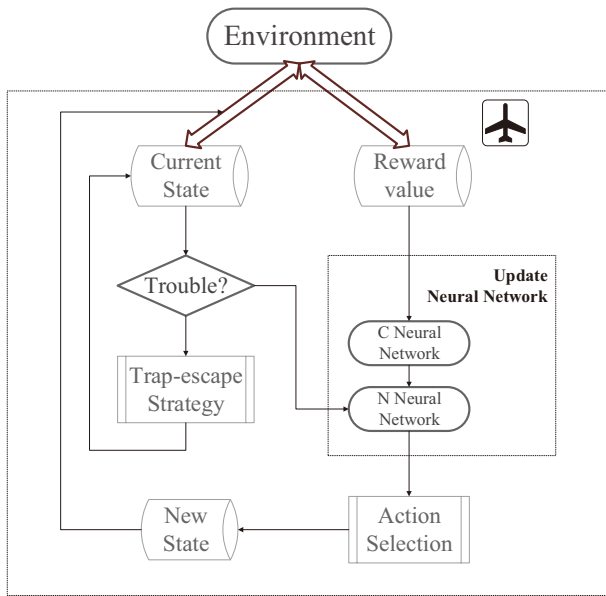 Environment
Current
State
Reward
value
Trouble?
Update
Neural Network
C Neural
Network
Trap-escape
Strategy
N Neural
Network
New
State
Action
Selection